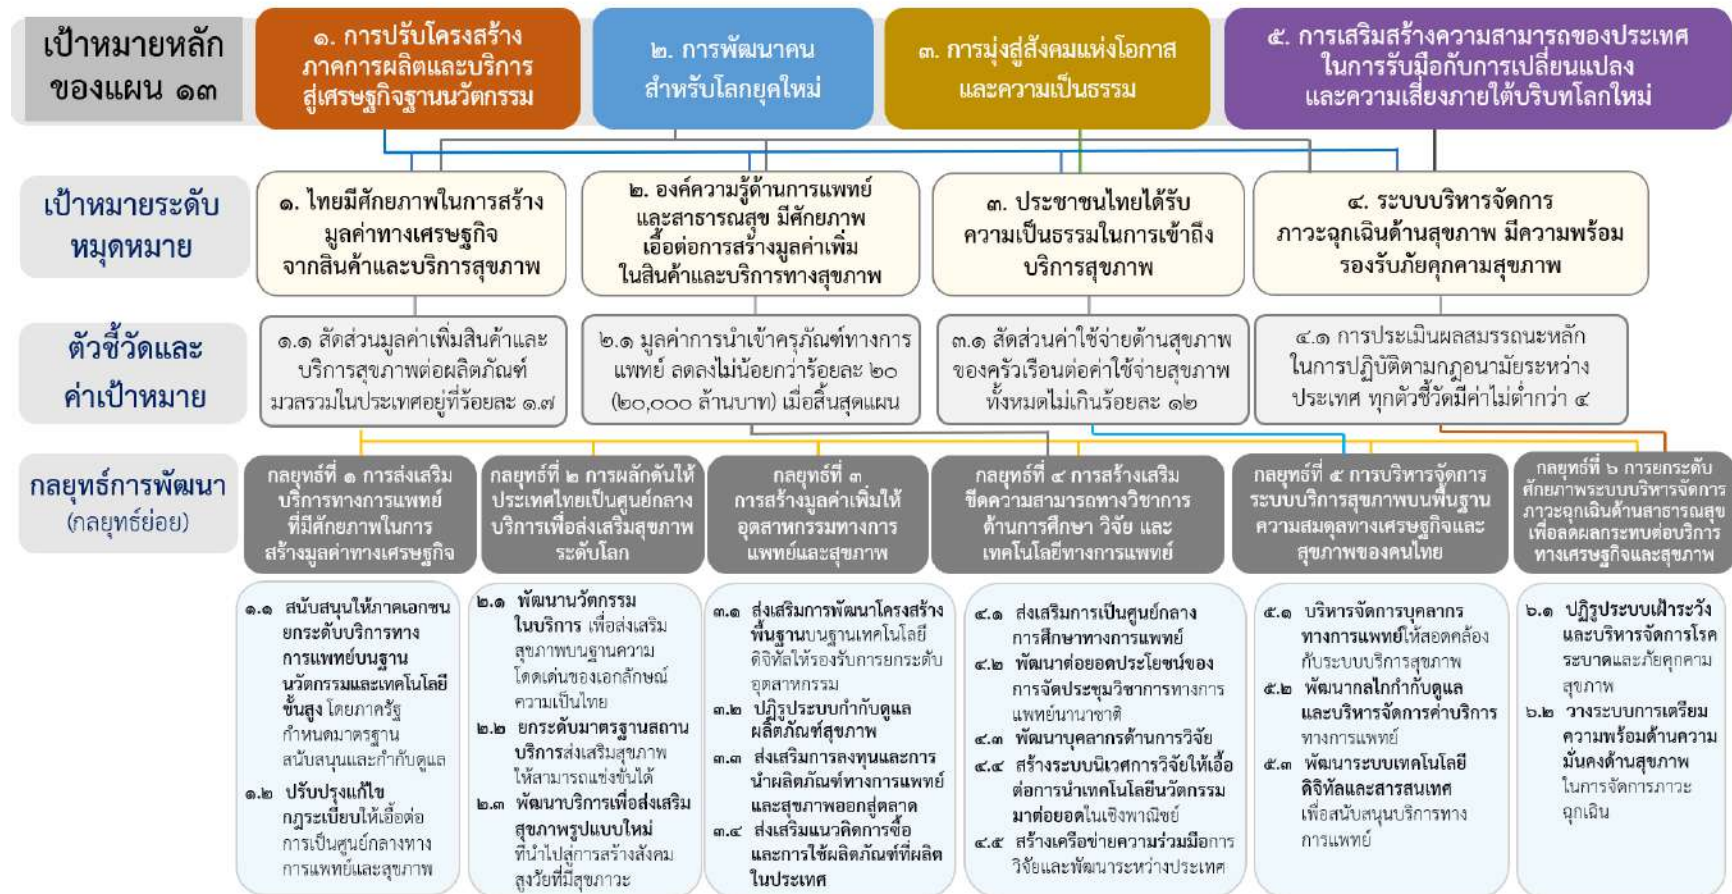 เป้าหมายหลัก
ของแผน ๑๓
๑. การปรับโครงสร้าง
ภาคการผลิตและบริการ
สู่เศรษฐกิจฐานนวัตกรรม
๒. การพัฒนาคน
สำหรับโลกยุคใหม่
๓. การมุ่งสู่สังคมแห่งโอกาส
และความเป็นธรรม
๕. การเสริมสร้างความสามารถของประเทศ
ในการรับมือกับการเปลี่ยนแปลง
และความเสี่ยงภายใต้บริบทโลกใหม่
เป้าหมายระดับ
หมุดหมาย
๑. ไทยมีศักยภาพในการสร้าง
มูลค่าทางเศรษฐกิจ
จากสินค้าและบริการสุขภาพ
๒. องค์ความรู้ด้านการแพทย์
และสาธารณสุข มีศักยภาพ
เอื้อต่อการสร้างมูลค่าเพิ่ม
ในสินค้าและบริการทางสุขภาพ
๓. ประชาชนไทยได้รับ
ความเป็นธรรมในการเข้าถึง
บริการสุขภาพ
๔. ระบบบริหารจัดการ
ภาวะฉุกเฉินด้านสุขภาพ มีความพร้อม
รองรับภัยคุกคามสุขภาพ
ตัวชี้วัดและ
ค่าเป้าหมาย
๑.๑ สัดส่วนมูลค่าเพิ่มสินค้าและ
บริการสุขภาพต่อผลิตภัณฑ์
มวลรวมในประเทศอยู่ที่ร้อยละ ๑.๗
๒.๑ มูลค่าการนำเข้าครุภัณฑ์ทางการ
แพทย์ ลดลงไม่น้อยกว่าร้อยละ ๒๐
(๒๐,๐๐๐ ล้านบาท) เมื่อสิ้นสุดแผน
๓.๑ สัดส่วนค่าใช้จ่ายด้านสุขภาพ
ของครัวเรือนต่อค่าใช้จ่ายสุขภาพ
ทั้งหมดไม่เกินร้อยละ ๑๒
๔.๑ การประเมินผลสมรรถนะหลัก
ในการปฏิบัติตามกฎอนามัยระหว่าง
ประเทศ ทุกตัวชี้วัดมีค่าไม่ต่ำกว่า ๔
กลยุทธ์การพัฒนา
(กลยุทธ์ย่อย)
กลยุทธ์ที่ ๑ การส่งเสริม
บริการทางการแพทย์
ที่มีศักยภาพในการ
สร้างมูลค่าทางเศรษฐกิจ
กลยุทธ์ที่ ๒ การผลักดันให้
ประเทศไทยเป็นศูนย์กลาง
บริการเพื่อส่งเสริมสุขภาพ
ระดับโลก
กลยุทธ์ที่ ๓
การสร้างมูลค่าเพิ่มให้
อุตสาหกรรมทางการ
แพทย์และสุขภาพ
กลยุทธ์ที่ ๔ การสร้างเสริม
ขีดความสามารถทางวิชาการ
ด้านการศึกษา วิจัย และ
เทคโนโลยีทางการแพทย์
กลยุทธ์ที่ ๕ การบริหารจัดการ
ระบบบริการสุขภาพบนพื้นฐาน
ความสมดุลทางเศรษฐกิจและ
สุขภาพของคนไทย
กลยุทธ์ที่ ๖ การยกระดับ
ศักยภาพระบบบริหารจัดการ
ภาวะฉุกเฉินด้านสาธารณสุข
เพื่อลดผลกระทบต่อบริการ
ทางเศรษฐกิจและสุขภาพ
๑.๑ สนับสนุนให้ภาคเอกชน
ยกระดับบริการทาง
การแพทย์บนฐาน
นวัตกรรมและเทคโนโลยี
ขั้นสูง โดยภาครัฐ
กำหนดมาตรฐาน
สนับสนุนและกำกับดูแล
๑.๒ ปรับปรุงแก้ไข
กฎระเบียบให้เอื้อต่อ
การเป็นศูนย์กลางทาง
การแพทย์และสุขภาพ
๒.๑ พัฒนานวัตกรรม
ในบริการ เพื่อส่งเสริม
สุขภาพบนฐานความ
โดดเด่นของเอกลักษณ์
ความเป็นไทย
๒.๒ ยกระดับมาตรฐานสถาน
บริการส่งเสริมสุขภาพ
ให้สามารถแข่งขันได้
๒.๓ พัฒนาบริการเพื่อส่งเสริม
สุขภาพรูปแบบใหม่
ที่นำไปสู่การสร้างสังคม
สูงวัยที่มีสุขภาวะ
๓.๑ ส่งเสริมการพัฒนาโครงสร้าง
พื้นฐานบนฐานเทคโนโลยี
ดิจิทัลให้รองรับการยกระดับ
อุตสาหกรรม
๓.๒ ปฏิรูประบบกำกับดูแล
ผลิตภัณฑ์สุขภาพ
๓.๓ ส่งเสริมการลงทุนและการ
นำผลิตภัณฑ์ทางการแพทย์
และสุขภาพออกสู่ตลาด
๓.๔ ส่งเสริมแนวคิดการซื้อ
และการใช้ผลิตภัณฑ์ที่ผลิต
ในประเทศ
๔.๑ ส่งเสริมการเป็นศูนย์กลาง
การศึกษาทางการแพทย์
๔.๒ พัฒนาต่อยอดประโยชน์ของ
การจัดประชุมวิชาการทางการ
แพทย์นานาชาติ
๔.๓ พัฒนาบุคลากรด้านการวิจัย
๔.๔ สร้างระบบนิเวศการวิจัยให้เอื้อ
ต่อการนำเทคโนโลยีนวัตกรรม
มาต่อยอดในเชิงพาณิชย์
๔.๕ สร้างเครือข่ายความร่วมมือการ
วิจัยและพัฒนาระหว่างประเทศ
๕.๑ บริหารจัดการบุคลากร
ทางการแพทย์ให้สอดคล้อง
กับระบบบริการสุขภาพ
๕.๒ พัฒนากลไกกำกับดูแล
และบริหารจัดการค่าบริการ
ทางการแพทย์
๕.๓ พัฒนาระบบเทคโนโลยี
ดิจิทัลและสารสนเทศ
เพื่อสนับสนุนบริการทาง
การแพทย์
๖.๑ ปฏิรูประบบเฝ้าระวัง
และบริหารจัดการโรค
ระบาดและภัยคุกคาม
สุขภาพ
๖.๒ วางระบบการเตรียม
ความพร้อมด้านความ
มั่นคงด้านสุขภาพ
ในการจัดการภาวะ
ฉุกเฉิน